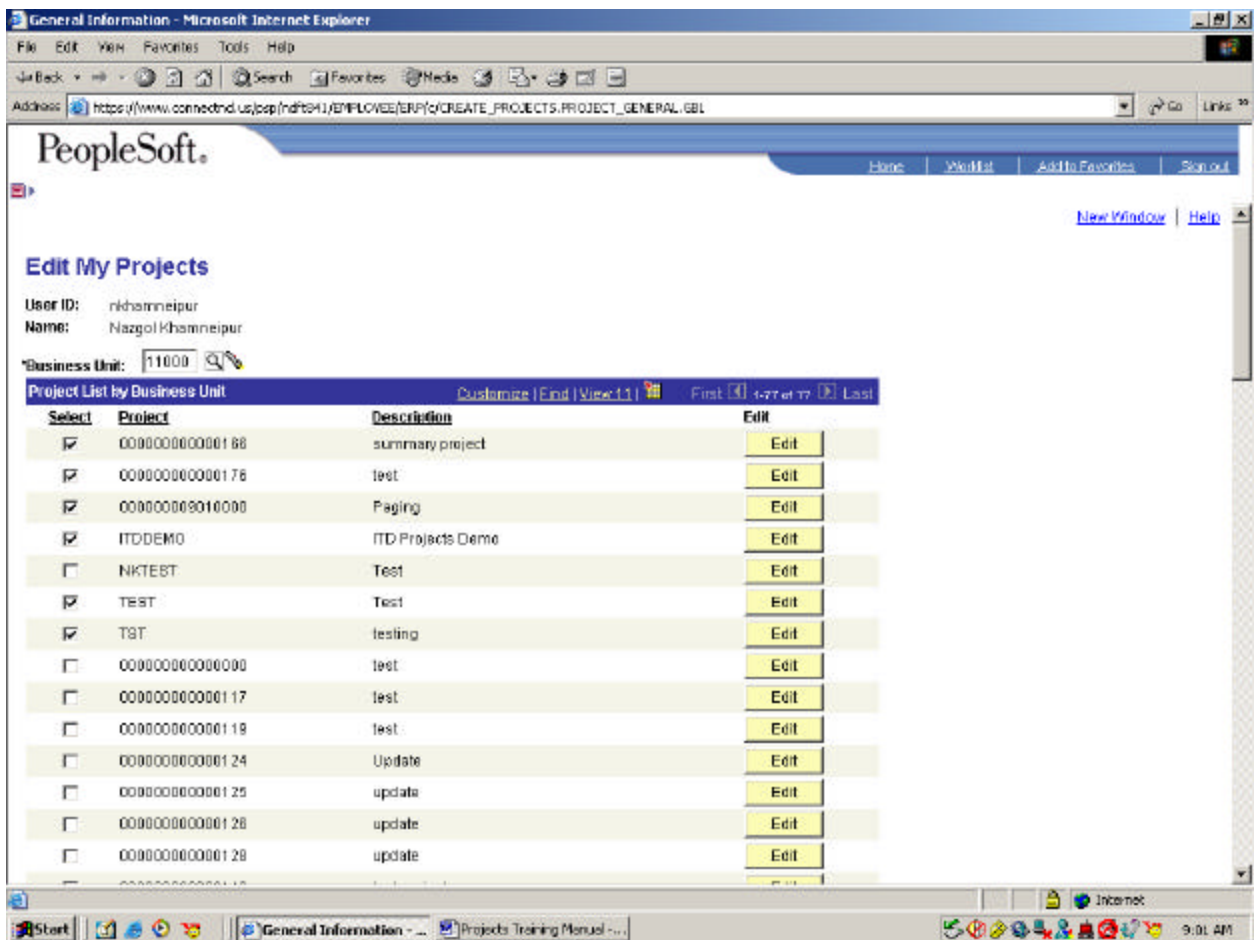 General Information - Microsoft Internet Explorer
File Edit View Favorites Tools Help
Back Search Favorites Media
Address https://www.connectnd.us/psp/ndft841/EMPLOYEE/ERP/c/CREATE_PROJECTS.PROJECT_GENERAL.GBL Go Links »
PeopleSoft.
Home Worklist Add to Favorites Sign out
New Window | Help
Edit My Projects
User ID: nkhamneipur
Name: Nazgol Khamneipur
*Business Unit: 11000
Project List by Business Unit Customize | Find | View 11 | First 1-77 of 77 Last
Select Project Description Edit
summary project Edit
000000000000176 test Edit
000000009010000 Paging Edit
ITDDEMO ITD Projects Demo Edit
NKTEST Test Edit
TEST Test Edit
TST testing Edit
000000000000000 test Edit
000000000000117 test Edit
000000000000119 test Edit
000000000000124 Update Edit
000000000000125 update Edit
update Edit
update Edit
Internet
Start General Information - ... Projects Training Manual -... 9:01 AM